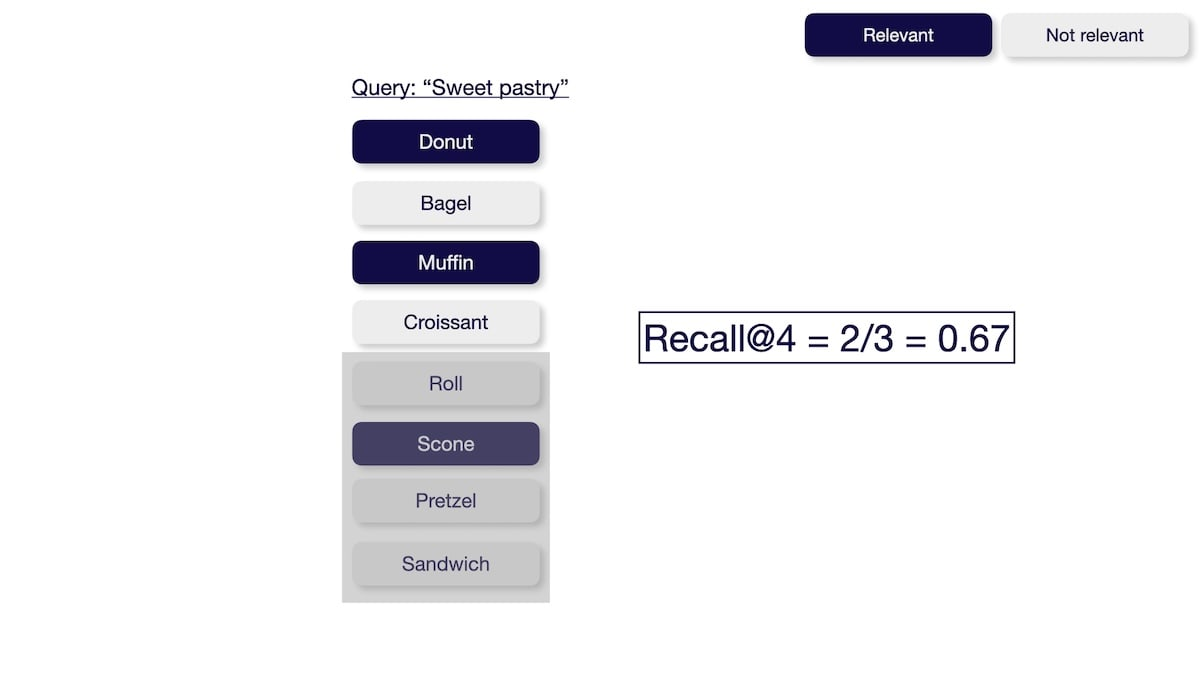 Relevant
Not relevant
Query: “Sweet pastry”
Donut
Bagel
Muffin
Croissant
Recall@4 = 2/3 = 0.67
Roll
Scone
Pretzel
Sandwich